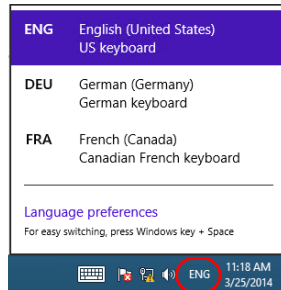 ENG English (United States)
US keyboard
DEU German (Germany)
German keyboard
FRA French (Canada)
Canadian French keyboard
Language preferences
For easy switching, press Windows key + Space
ENG 11:18 AM
3/25/2014